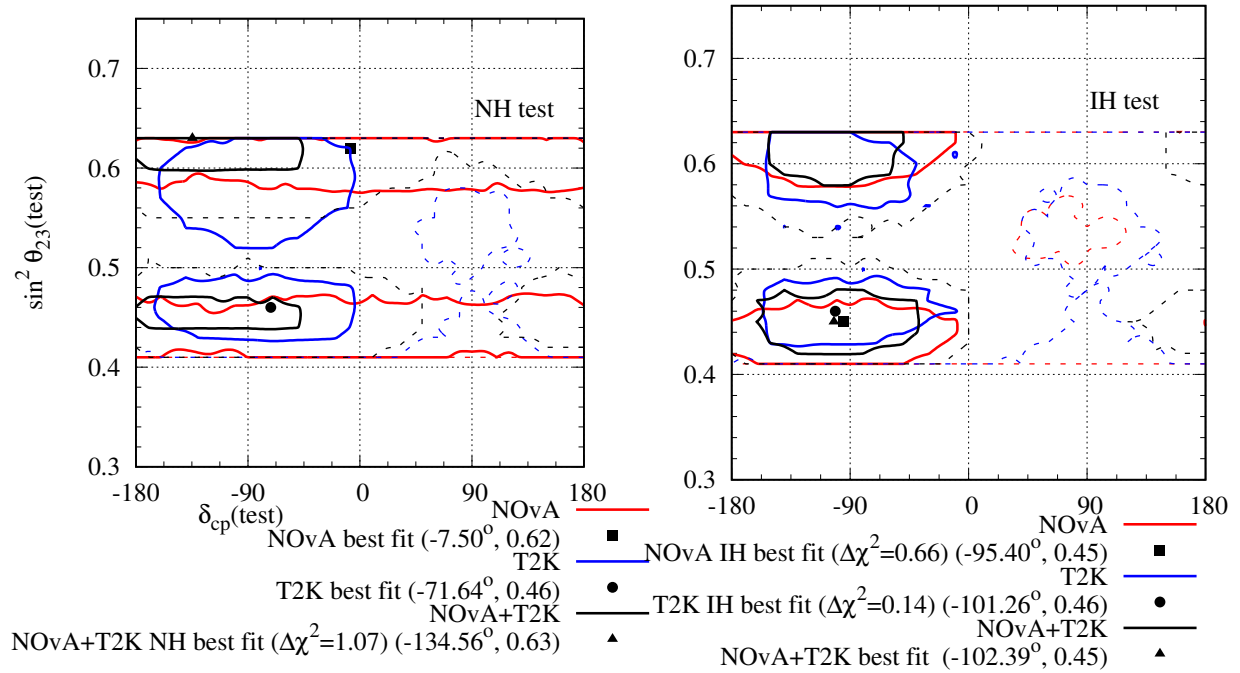 NH test
sin² θ₂₃(test)
0.7
0.6
0.5
0.4
0.3
-180 -90 0 90 180
δcp(test)
NOvA
NOvA best fit (-7.50°, 0.62)
T2K
T2K best fit (-71.64°, 0.46)
NOvA+T2K
NOvA+T2K NH best fit (Δχ²=1.07) (-134.56°, 0.63)
IH test
0.7
0.6
0.5
0.4
0.3
-180 -90 0 90 180
NOvA
NOvA IH best fit (Δχ²=0.66) (-95.40°, 0.45)
T2K
T2K IH best fit (Δχ²=0.14) (-101.26°, 0.46)
NOvA+T2K
NOvA+T2K best fit (-102.39°, 0.45)